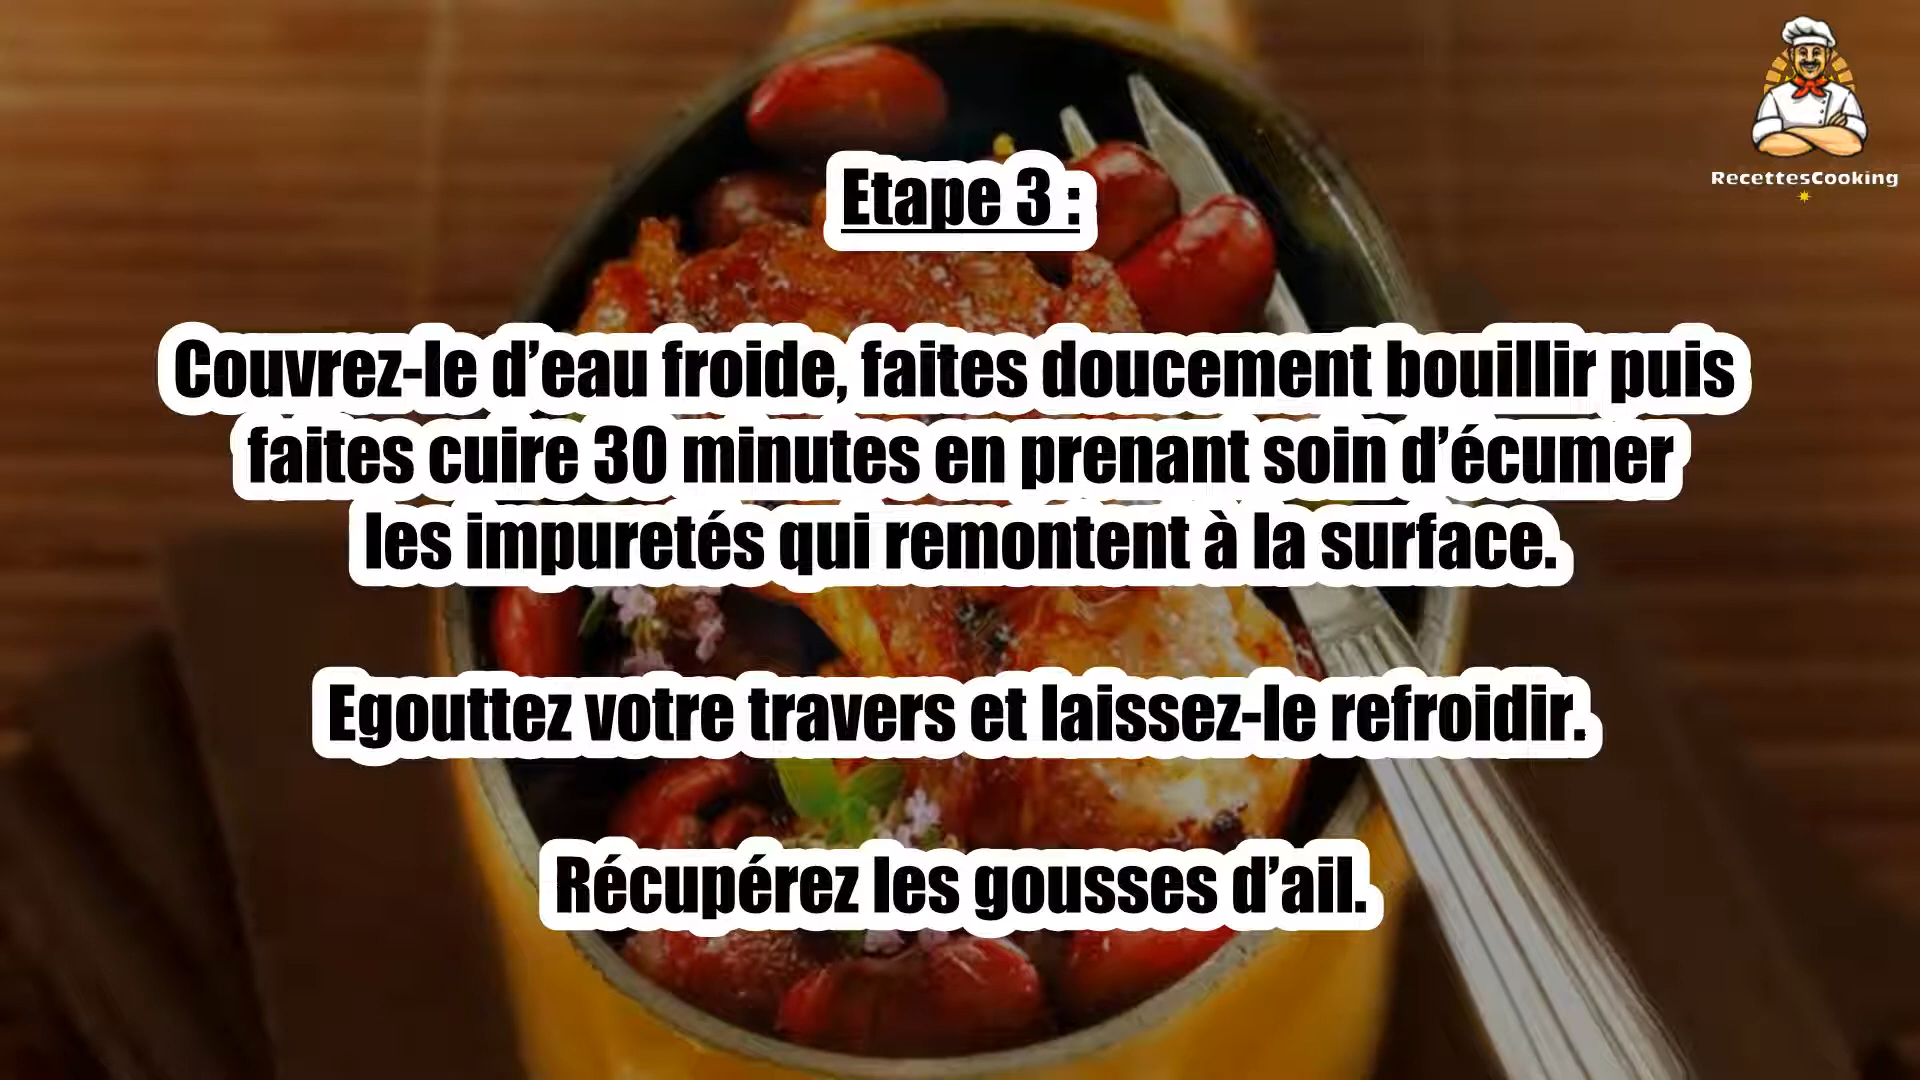 RecettesCooking
Etape 3 :
Couvrez-le d’eau froide, faites doucement bouillir puis
faites cuire 30 minutes en prenant soin d’écumer
les impuretés qui remontent à la surface.
Egouttez votre travers et laissez-le refroidir.
Récupérez les gousses d’ail.